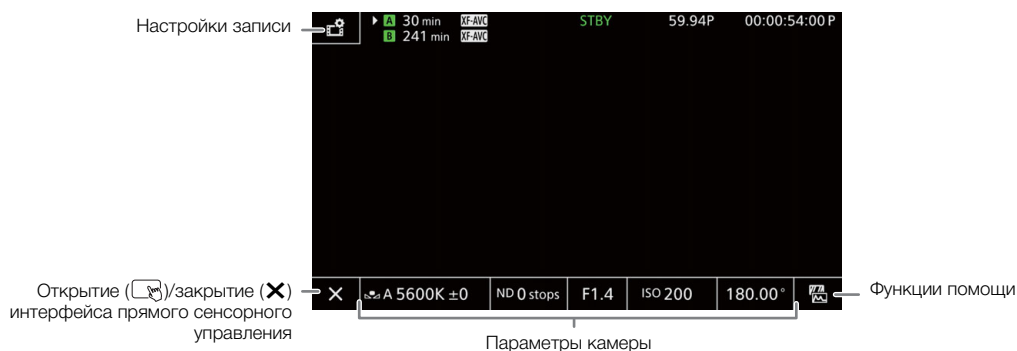 Настройки записи
A 30 min XF-AVC STBY 59.94P 00:00:54:00 P
B 241 min XF-AVC
Открытие ( )/закрытие (X)
интерфейса прямого сенсорного
управления
X A 5600K ±0 ND 0 stops F1.4 ISO 200 180.00°
Функции помощи
Параметры камеры